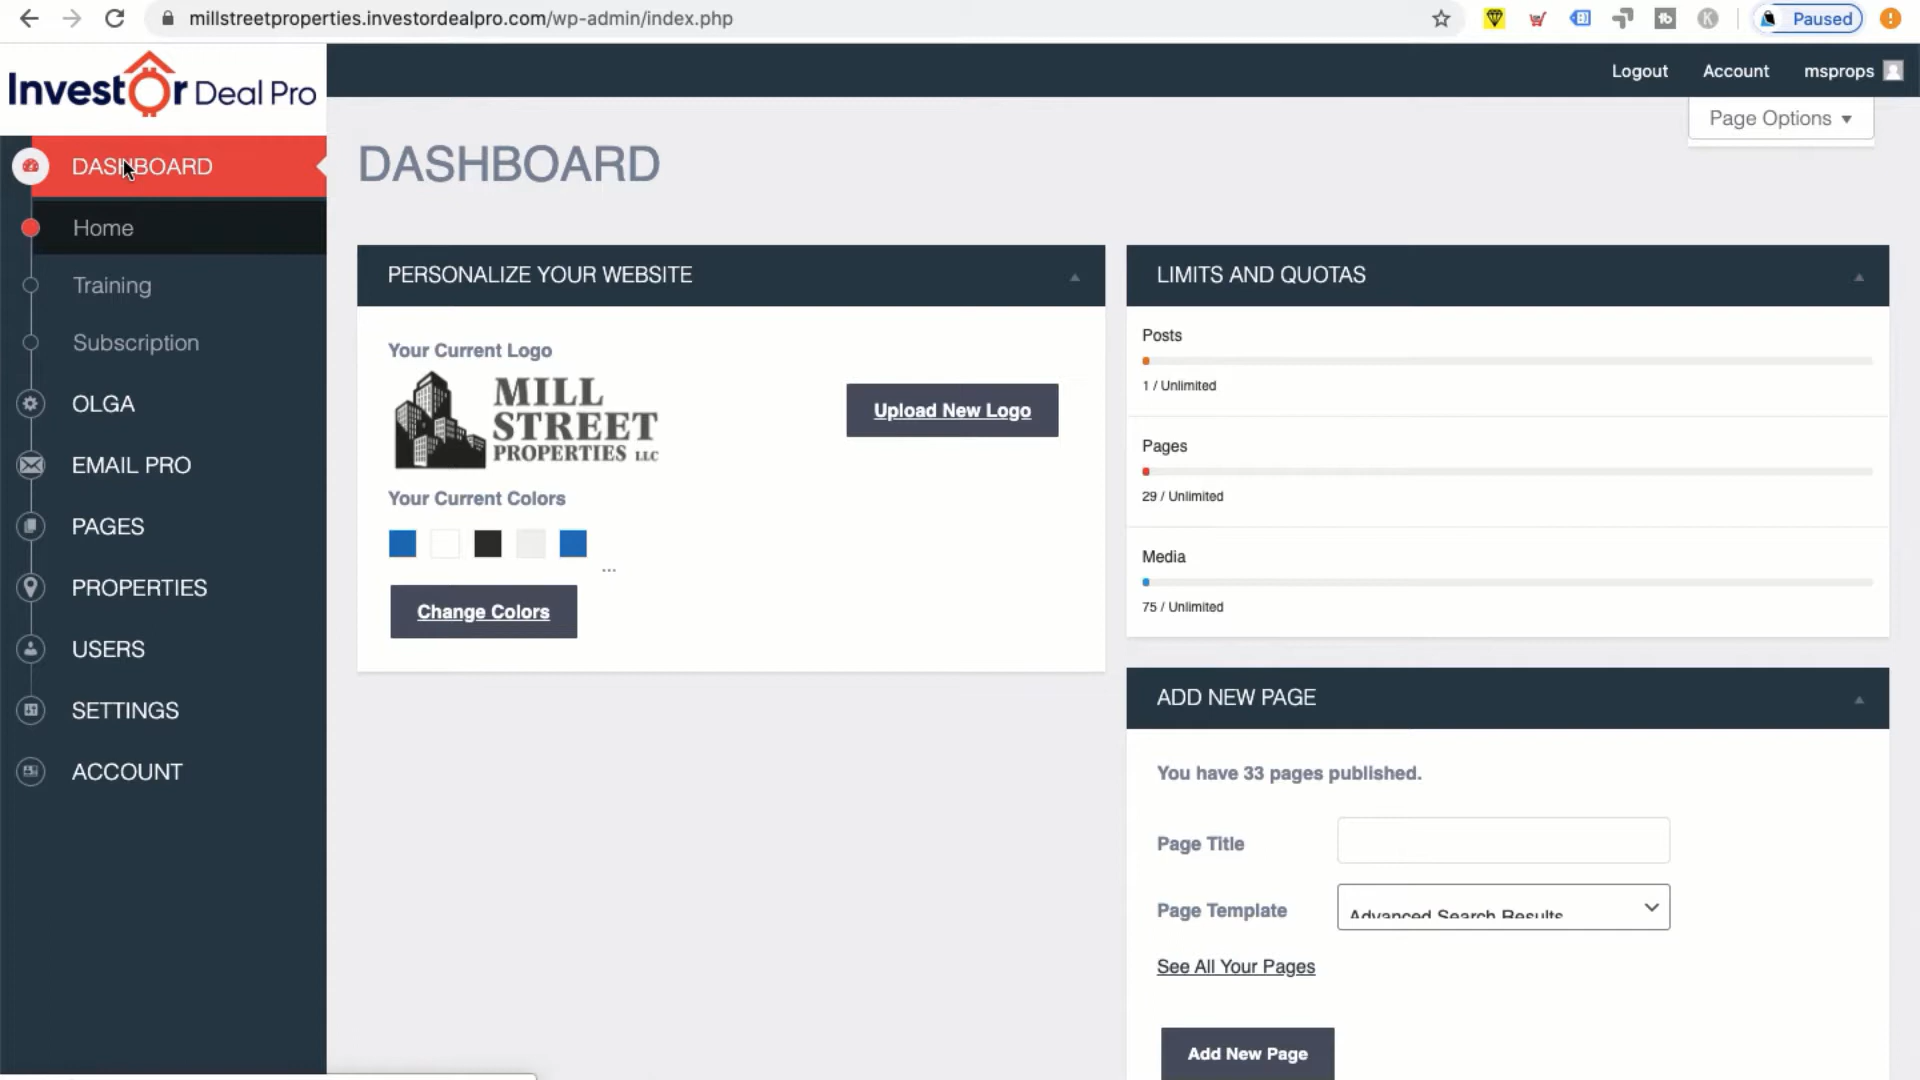 millstreetproperties.investordealpro.com/wp-admin/index.php
Paused
InvestOr Deal Pro
Logout
Account
msprops
Page Options
DASHBOARD
Home
Training
Subscription
OLGA
EMAIL PRO
PAGES
PROPERTIES
USERS
SETTINGS
ACCOUNT
DASHBOARD
PERSONALIZE YOUR WEBSITE
Your Current Logo
MILL
STREET
PROPERTIES LLC
Upload New Logo
Your Current Colors
...
Change Colors
LIMITS AND QUOTAS
Posts
1 / Unlimited
Pages
29 / Unlimited
Media
75 / Unlimited
ADD NEW PAGE
You have 33 pages published.
Page Title
Page Template
Advanced Search Results
See All Your Pages
Add New Page